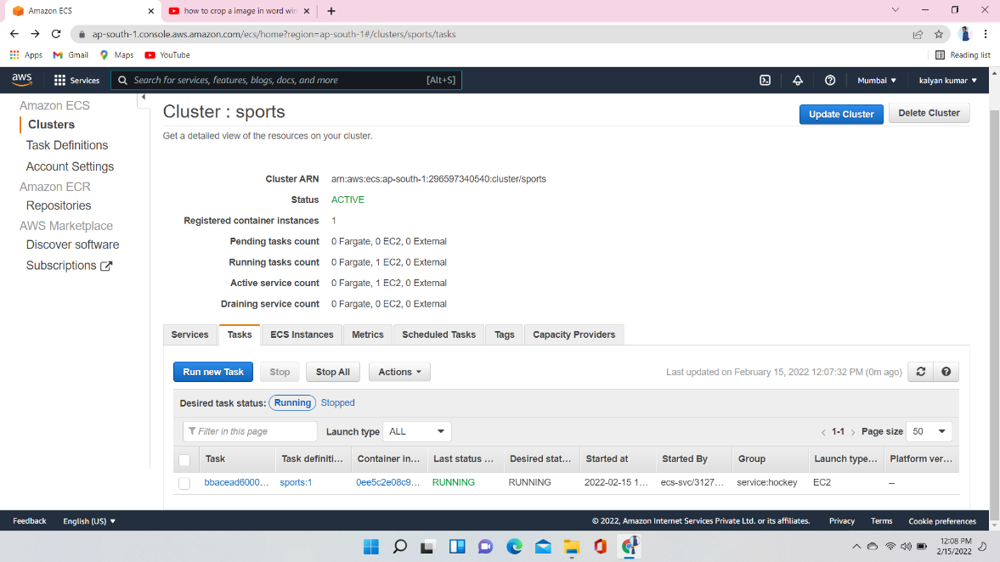 Amazon ECS
how to crop a image in word win
ap-south-1.console.aws.amazon.com/ecs/home?region=ap-south-1#/clusters/sports/tasks
Apps Gmail Maps YouTube Reading list
aws Services Search for services, features, blogs, docs, and more [Alt+S] Mumbai kalyan kumar
Amazon ECS
Clusters
Task Definitions
Account Settings
Amazon ECR
Repositories
AWS Marketplace
Discover software
Subscriptions
Cluster : sports
Update Cluster Delete Cluster
Get a detailed view of the resources on your cluster.
Cluster ARN arn:aws:ecs:ap-south-1:296597340540:cluster/sports
Status ACTIVE
Registered container instances 1
Pending tasks count 0 Fargate, 0 EC2, 0 External
Running tasks count 0 Fargate, 1 EC2, 0 External
Active service count 0 Fargate, 1 EC2, 0 External
Draining service count 0 Fargate, 0 EC2, 0 External
Services Tasks ECS Instances Metrics Scheduled Tasks Tags Capacity Providers
Run new Task Stop Stop All Actions Last updated on February 15, 2022 12:07:32 PM (0m ago)
Desired task status: Running Stopped
Filter in this page Launch type ALL < 1-1 > Page size 50
Task Task definiti... Container in... Last status ... Desired stat... Started at Started By Group Launch type... Platform ver...
bbacead6000... sports:1 0ee5c2e08c9... RUNNING RUNNING 2022-02-15 1... ecs-svc/3127... service:hockey EC2 --
Feedback English (US) © 2022, Amazon Internet Services Private Ltd. or its affiliates. Privacy Terms Cookie preferences
12:08 PM
2/15/2022